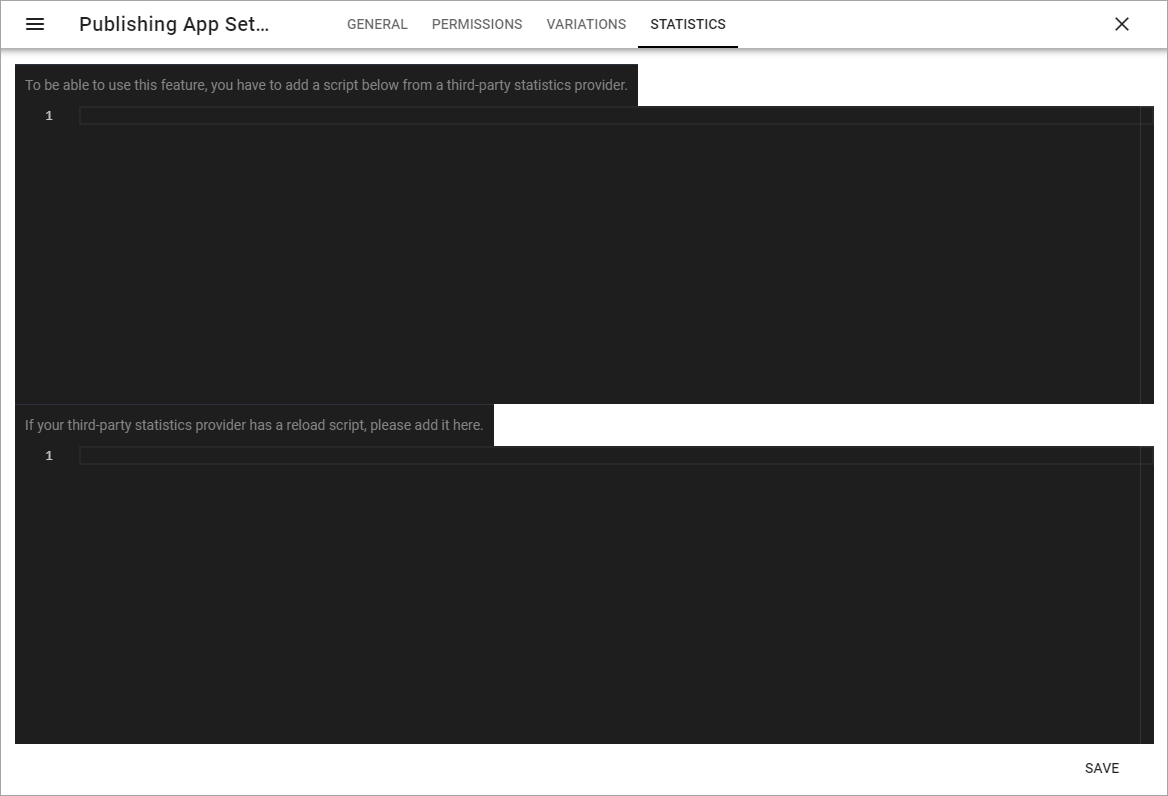 Publishing App Set...
GENERAL PERMISSIONS VARIATIONS STATISTICS
To be able to use this feature, you have to add a script below from a third-party statistics provider.
1
If your third-party statistics provider has a reload script, please add it here.
1
SAVE